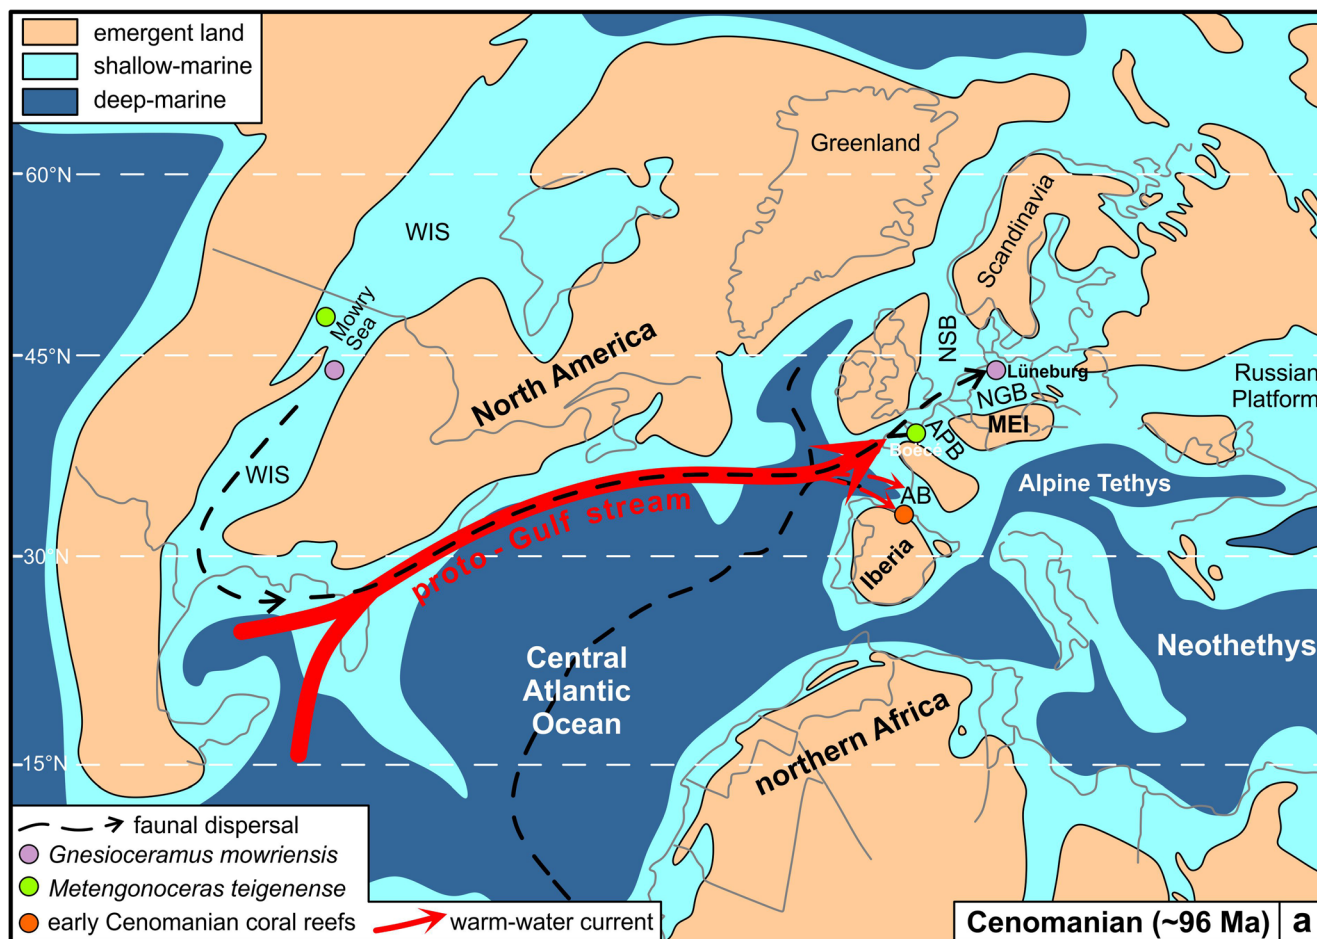 emergent land
shallow-marine
deep-marine
Greenland
60°N
WIS
Scandinavia
Mowry
Sea
NSB
45°N
North America
Lüneburg
Russian
Platform
NGB
MEI
APB
Boece
WIS
AB
Alpine Tethys
proto - Gulf stream
30°N
Iberia
Central
Atlantic
Ocean
Neothethys
northern Africa
15°N
faunal dispersal
Gnesioceramus mowriensis
Metengonoceras teigenense
early Cenomanian coral reefs
warm-water current
Cenomanian (~96 Ma)
a